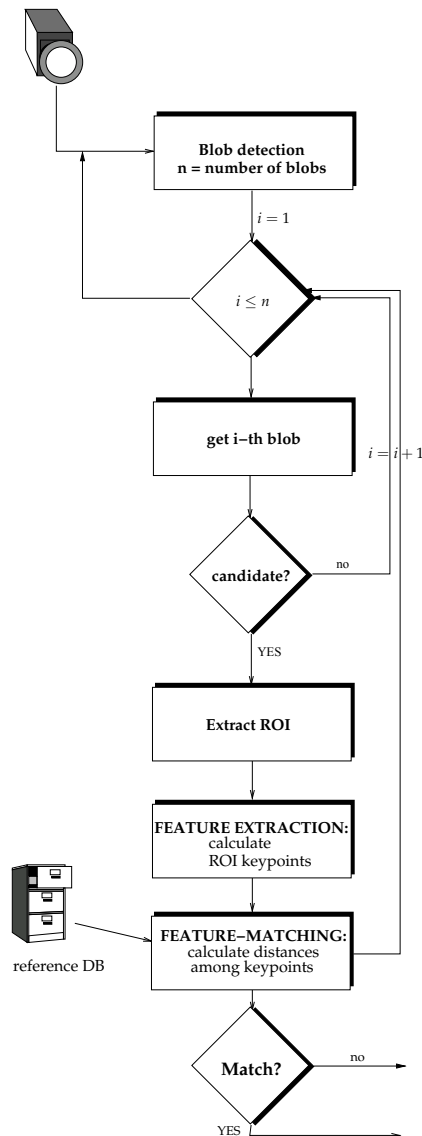 Blob detection
n = number of blobs
i = 1
i ≤ n
get i−th blob
i = i + 1
candidate?
no
YES
Extract ROI
FEATURE EXTRACTION:
calculate
ROI keypoints
FEATURE−MATCHING:
calculate distances
among keypoints
reference DB
Match?
no
YES